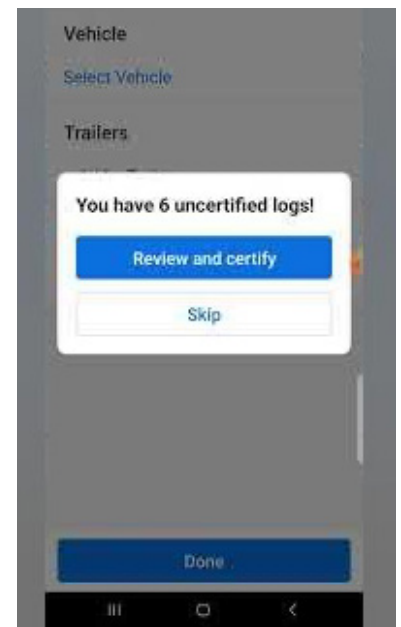 Vehicle
Select Vehicle
Trailers
You have 6 uncertified logs!
Review and certify
Skip
Done